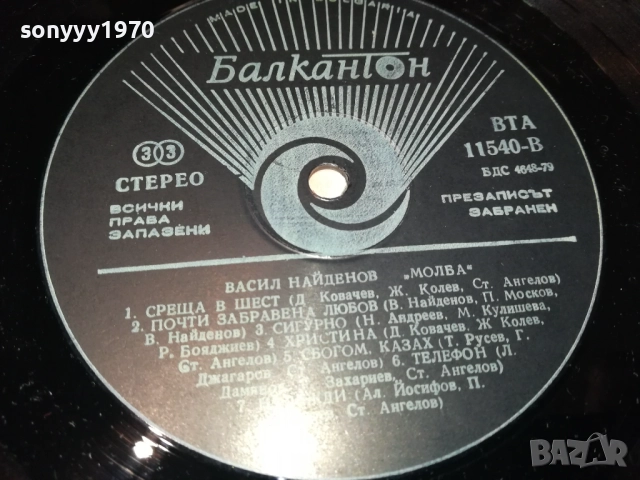 sonyyy1970
MADE IN BULGARIA
Балкантон
33
СТЕРЕО
ВСИЧКИ
ПРАВА
ЗАПАЗЕНИ
ВТА
11540-В
БДС 4648-79
ПРЕЗАПИСЪТ
ЗАБРАНЕН
ВАСИЛ НАЙДЕНОВ „МОЛБА“
1. СРЕЩА В ШЕСТ (Д. Ковачев, Ж. Колев, Ст. Ангелов)
2. ПОЧТИ ЗАБРАВЕНА ЛЮБОВ (В. Найденов, П. Москов,
В. Найденов) 3. СИГУРНО (Н. Андреев, М. Кулишева,
Р. Бояджиев) 4. ХРИСТИНА (Д. Ковачев, Ж. Колев,
Ст. Ангелов) 5. СБОГОМ, КАЗАХ (Т. Русев, Г.
Джагаров, Ст. Ангелов) 6. ТЕЛЕФОН (Л.
Захариев, Ст. Ангелов)
7. (Ал. Йосифов, П.
Ст. Ангелов)
BAZAR